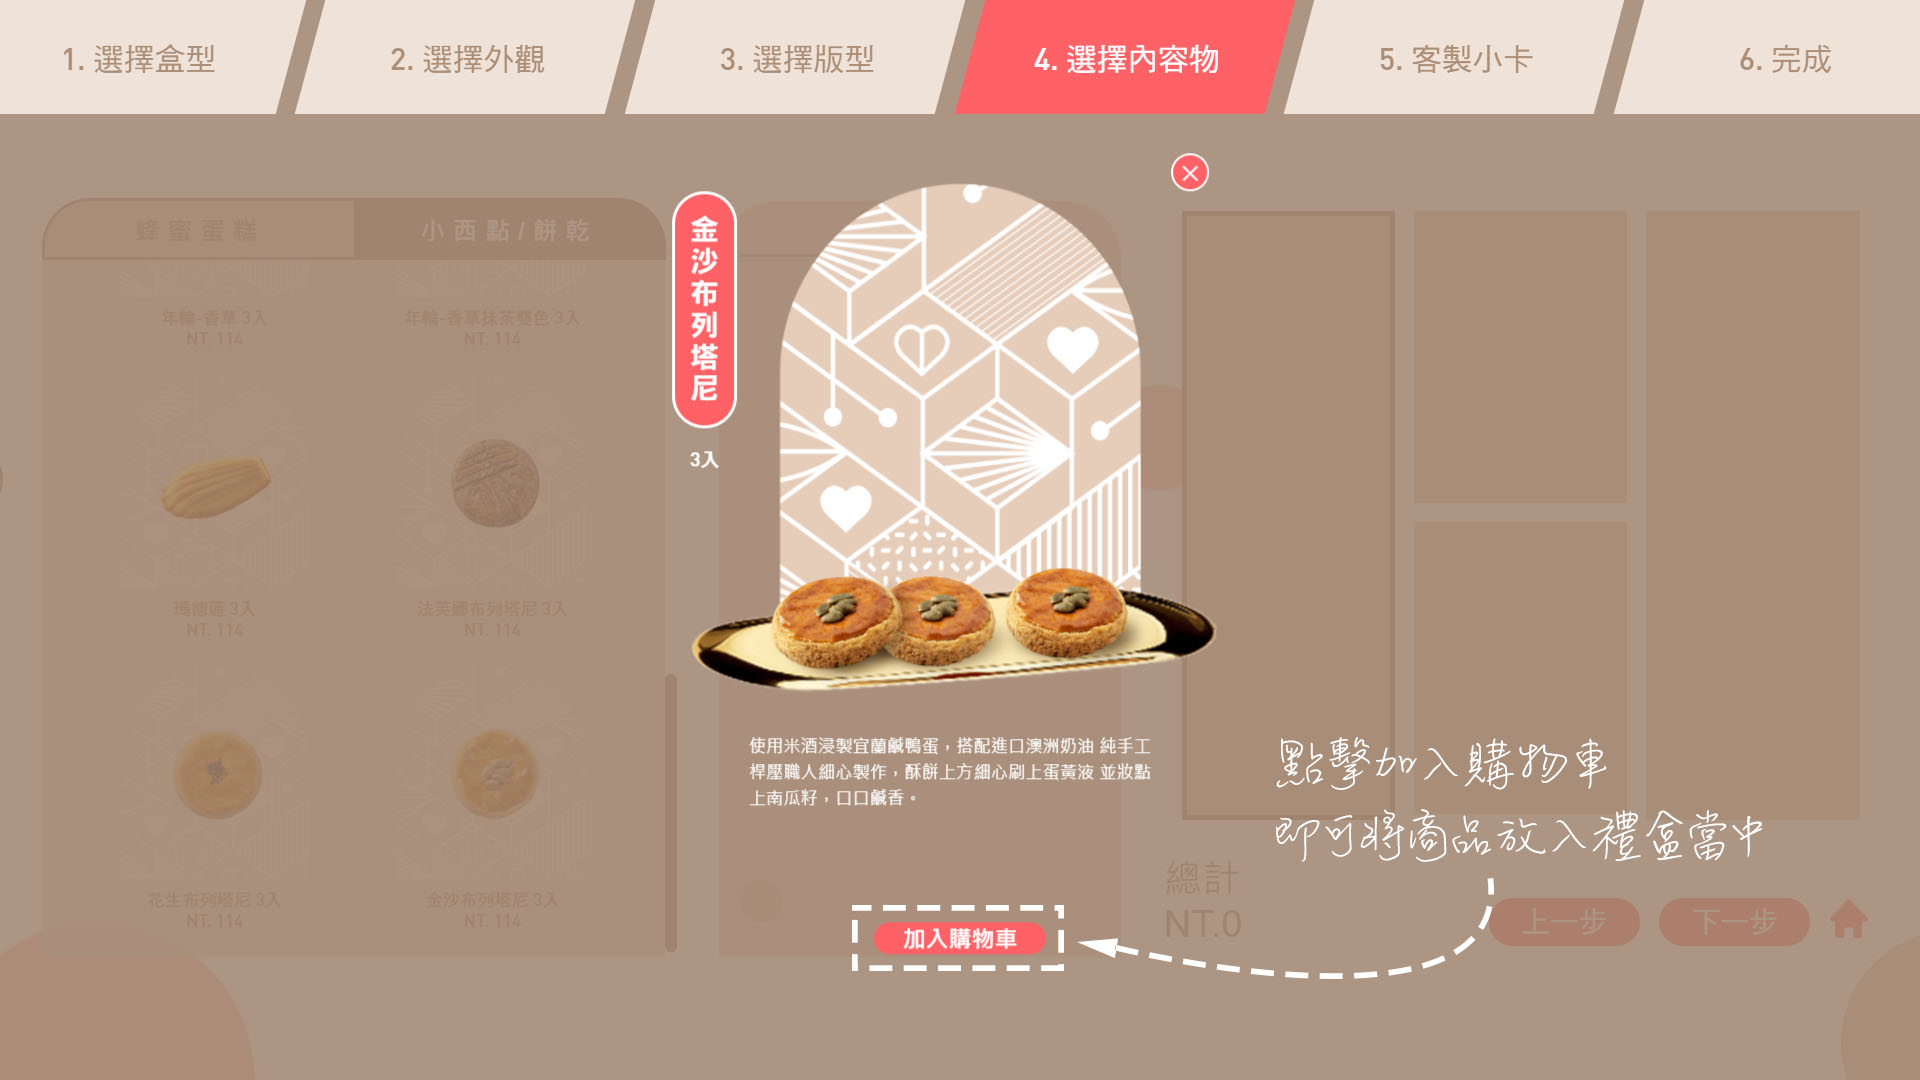 1. 選擇盒型
2. 選擇外觀
3. 選擇版型
4. 選擇內容物
5. 客製小卡
6. 完成
蜂蜜蛋糕
小西點/餅乾
年輪-香草 3入
NT. 114
年輪-香草抹茶雙色 3入
NT. 114
瑪德蓮 3入
NT. 114
法芙娜布列塔尼 3入
NT. 114
花生布列塔尼 3入
NT. 114
金沙布列塔尼 3入
NT. 114
金沙布列塔尼
3入
使用米酒浸製宜蘭鹹鴨蛋，搭配進口澳洲奶油 純手工
桿壓職人細心製作，酥餅上方細心刷上蛋黃液 並妝點
上南瓜籽，口口鹹香。
加入購物車
點擊加入購物車
即可將商品放入禮盒當中
總計
NT.0
上一步
下一步